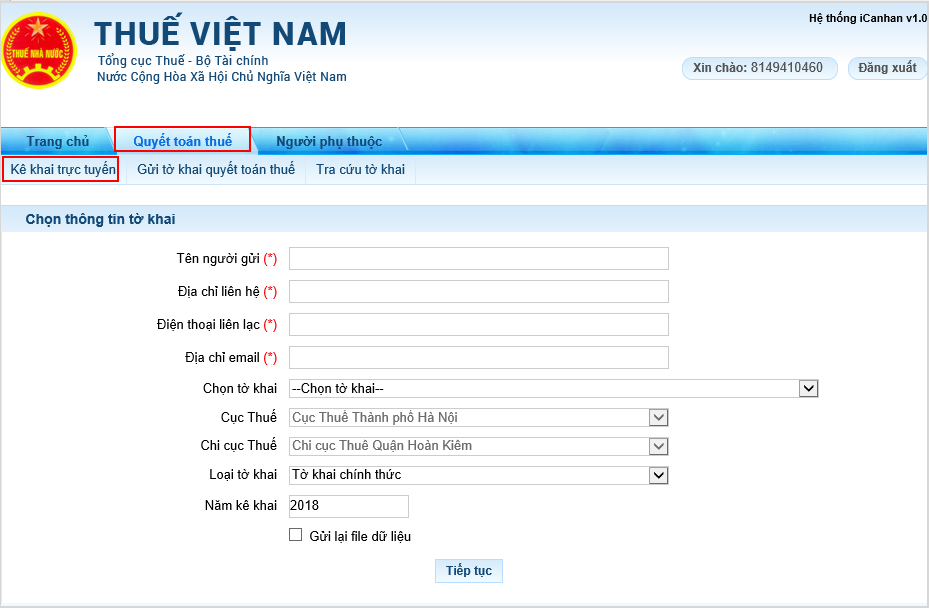 Hệ thống iCanhan v1.0
THUẾ NHÀ NƯỚC
THUẾ VIỆT NAM
Tổng cục Thuế - Bộ Tài chính
Nước Cộng Hòa Xã Hội Chủ Nghĩa Việt Nam
Xin chào: 8149410460 Đăng xuất
Trang chủ Quyết toán thuế Người phụ thuộc
Kê khai trực tuyến Gửi tờ khai quyết toán thuế Tra cứu tờ khai
Chọn thông tin tờ khai
Tên người gửi (*)
Địa chỉ liên hệ (*)
Điện thoại liên lạc (*)
Địa chỉ email (*)
Chọn tờ khai --Chọn tờ khai--
Cục Thuế Cục Thuế Thành phố Hà Nội
Chi cục Thuế Chi cục Thuế Quận Hoàn Kiếm
Loại tờ khai Tờ khai chính thức
Năm kê khai 2018
Gửi lại file dữ liệu
Tiếp tục